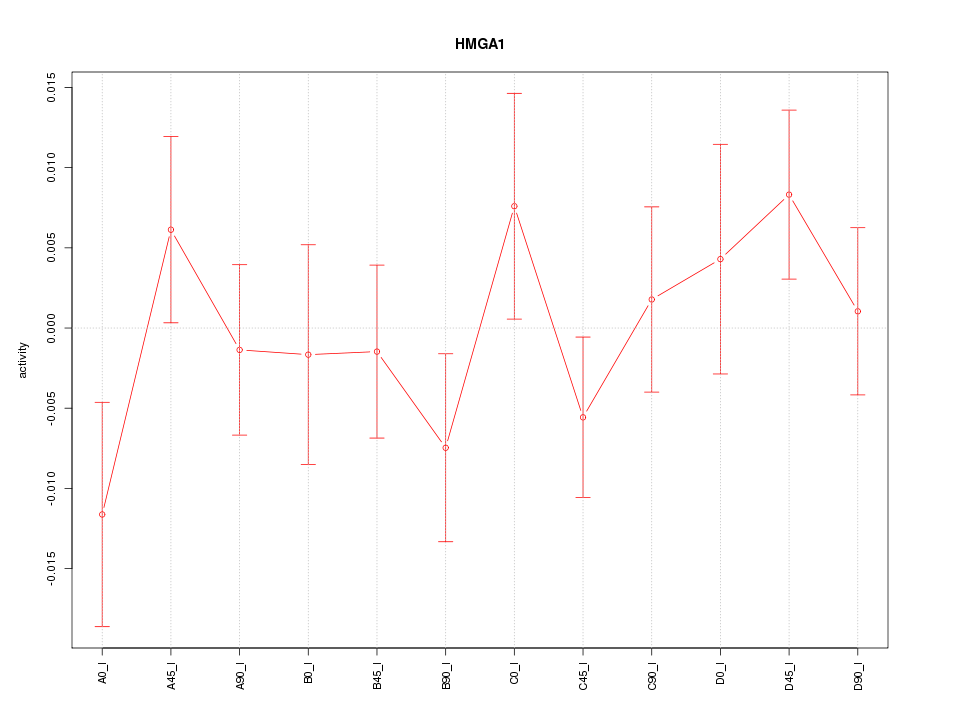 HMGA1
activity
0.015
0.010
0.005
0.000
-0.005
-0.010
-0.015
A0_I
A45_I
A90_I
B0_I
B45_I
B90_I
C0_I
C45_I
C90_I
D0_I
D45_I
D90_I